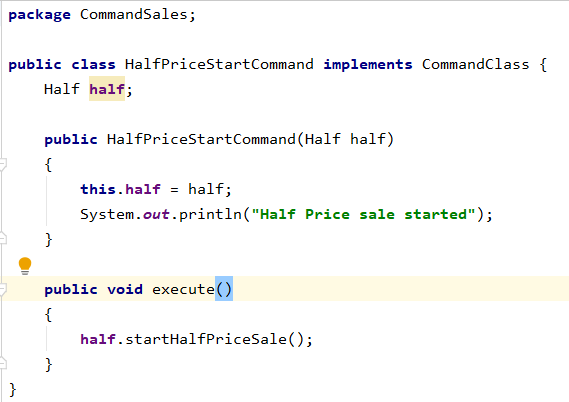 package CommandSales;
public class HalfPriceStartCommand implements CommandClass {
Half half;
public HalfPriceStartCommand(Half half)
{
this.half = half;
System.out.println("Half Price sale started");
}
public void execute()
{
half.startHalfPriceSale();
}
}